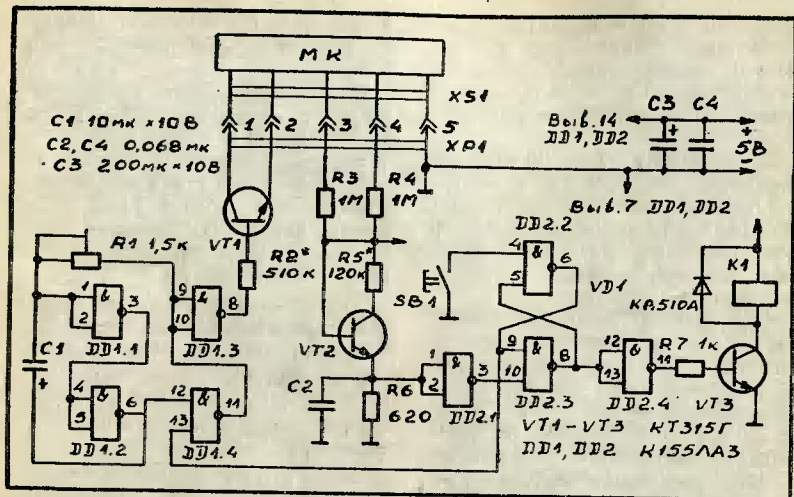 МК
XS1
1 2 3 4 5
XP1
C1 10мк ×10В
C2, C4 0,068мк
C3 200мк×10В
Выв. 14
DD1, DD2
C3 C4
+
+
5В
−
Выв. 7 DD1, DD2
R3
1М
R4
1М
VT1
R2*
510к
R5*
120к
R1 1,5к
DD2.2
4 & 6
5
SB1
VD1
КД510А
K1
1 & 3
2
DD1.1
9 & 8
10
DD1.3
C1
+
VT2
C2
R6
620
1 & 3
2
DD2.1
9 & 8
10
DD2.3
12 & 11
13
DD2.4
R7 1к
VT3
4 & 6
5
DD1.2
12 & 11
13
DD1.4
VT1-VT3 КТ315Г
DD1, DD2 К155ЛА3